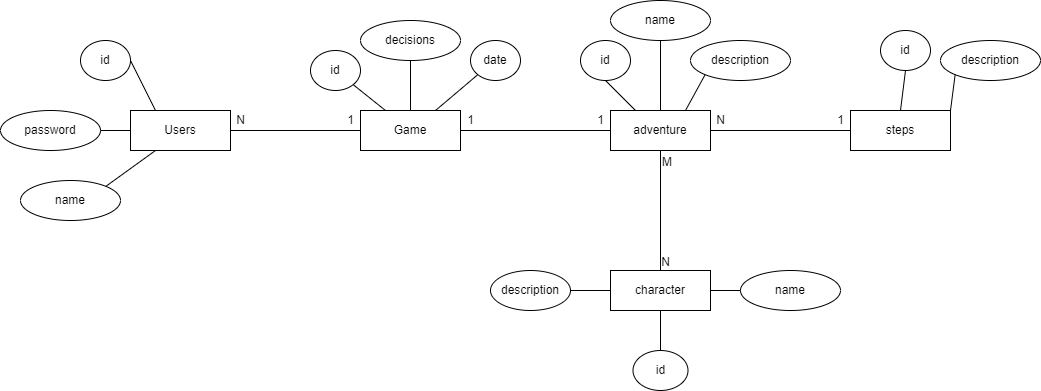 name
decisions
id
id
date
id
description
id
description
N
1
1
1
N
1
password
Users
Game
adventure
steps
M
name
N
description
character
name
id